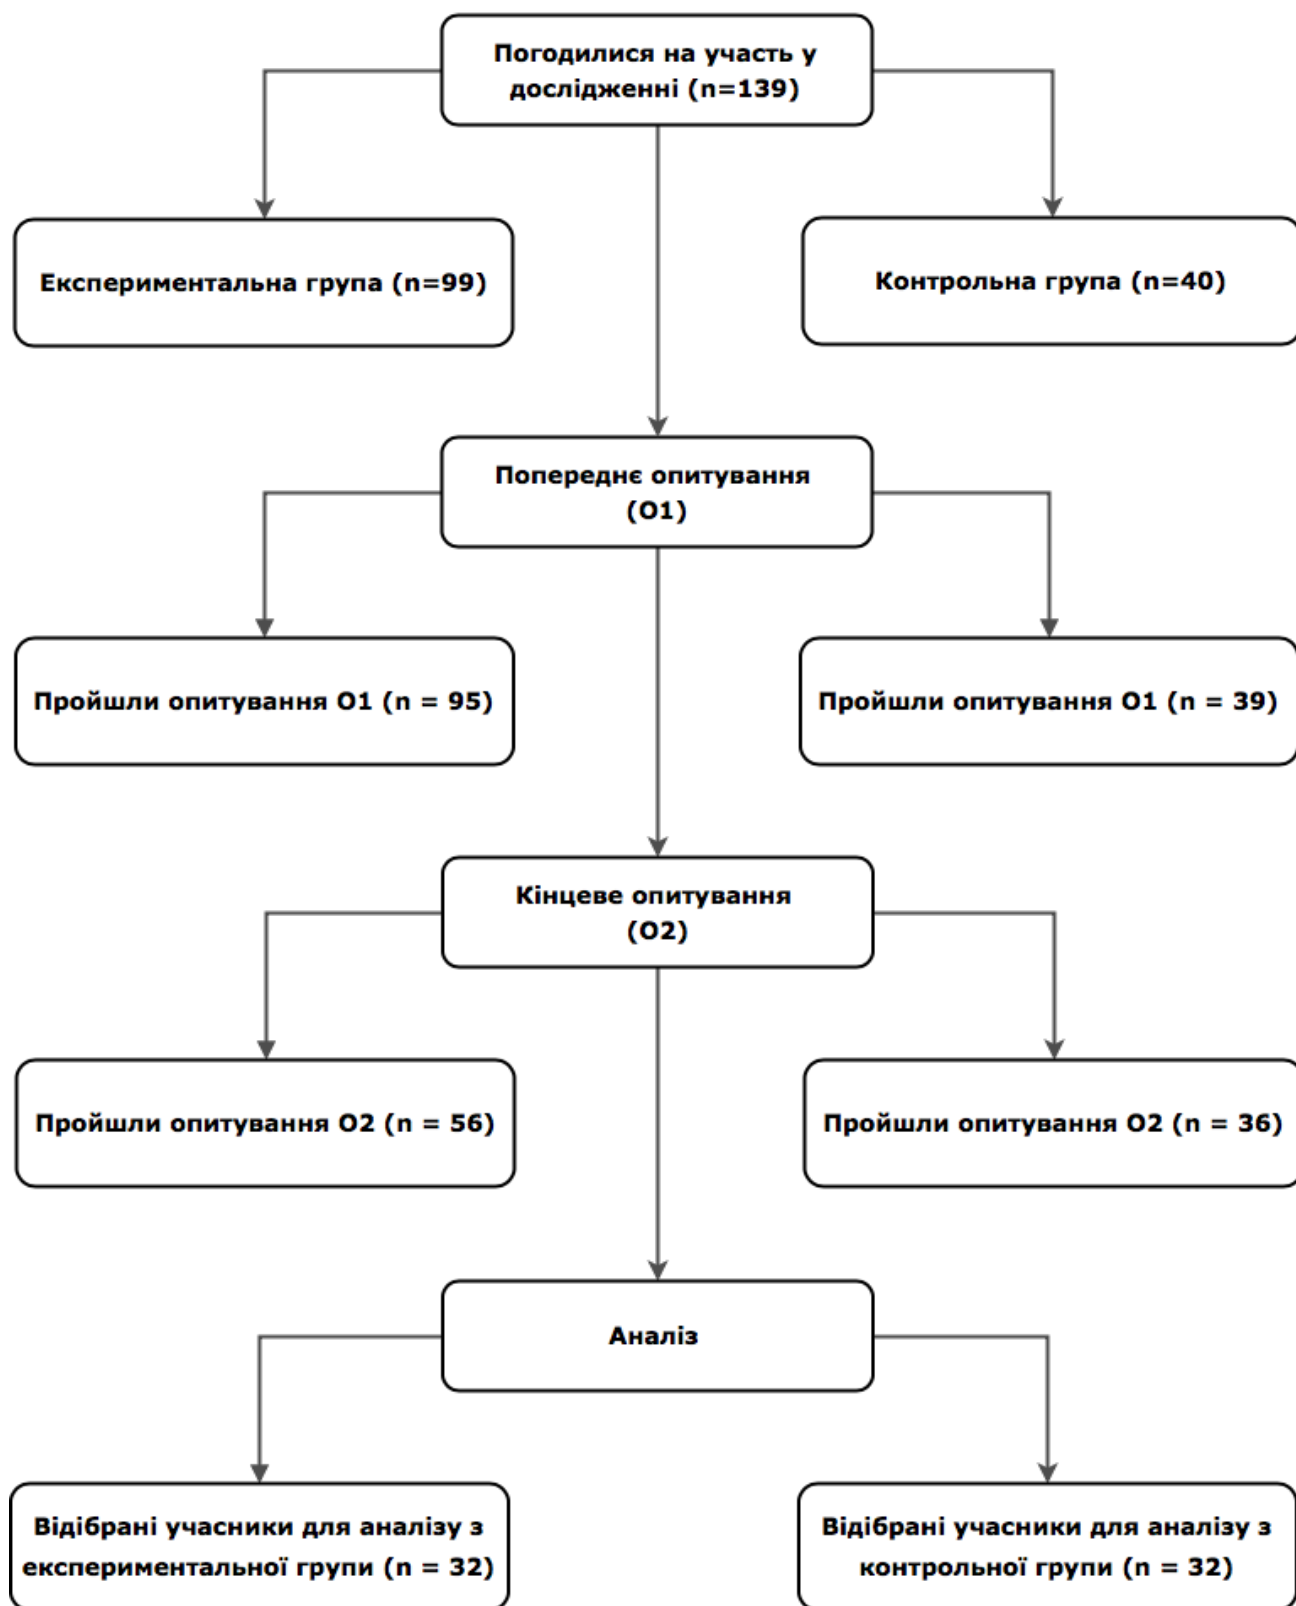 Погодилися на участь у
дослідженні (n=139)
Експериментальна група (n=99)
Контрольна група (n=40)
Попереднє опитування
(O1)
Пройшли опитування O1 (n = 95)
Пройшли опитування O1 (n = 39)
Кінцеве опитування
(O2)
Пройшли опитування O2 (n = 56)
Пройшли опитування O2 (n = 36)
Аналіз
Відібрані учасники для аналізу з
експериментальної групи (n = 32)
Відібрані учасники для аналізу з
контрольної групи (n = 32)